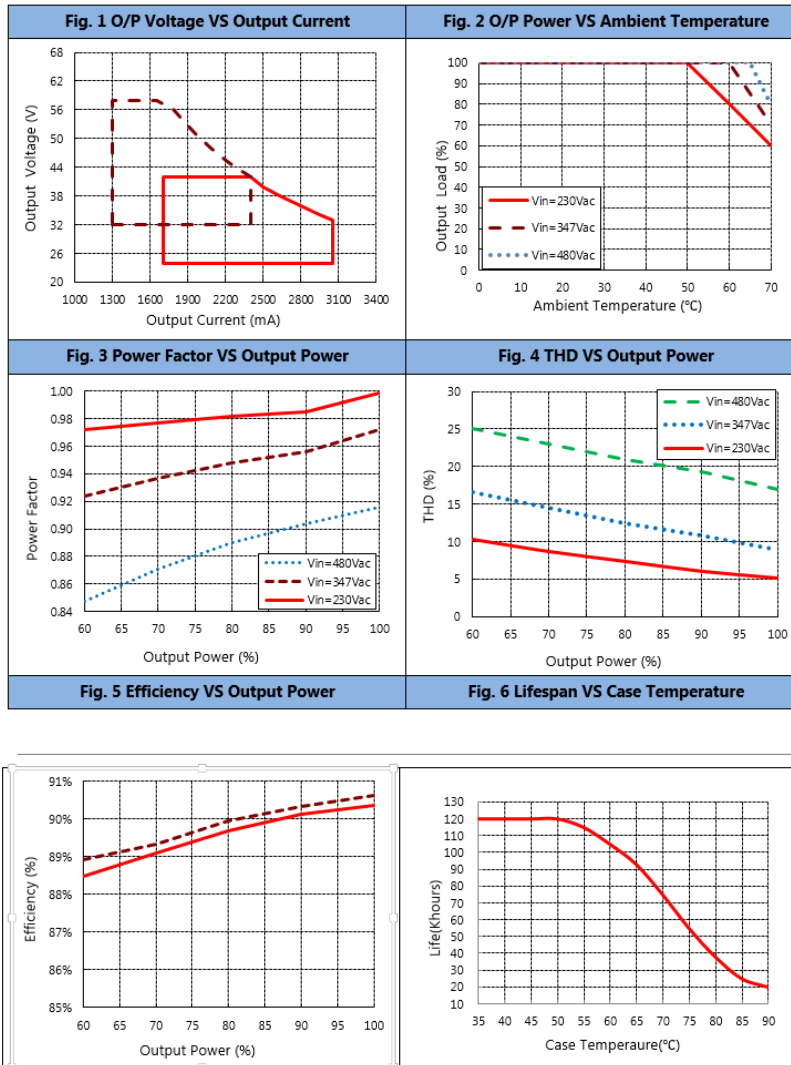 Fig. 1 O/P Voltage VS Output Current
Fig. 2 O/P Power VS Ambient Temperature
68
62
56
50
44
38
32
26
20
Output Voltage (V)
1000 1300 1600 1900 2200 2500 2800 3100 3400
Output Current (mA)
100
90
80
70
60
50
40
30
20
10
0
Output Load (%)
Vin=230Vac
Vin=347Vac
Vin=480Vac
0 10 20 30 40 50 60 70
Ambient Temperature (℃)
Fig. 3 Power Factor VS Output Power
Fig. 4 THD VS Output Power
1.00
0.98
0.96
0.94
0.92
0.90
0.88
0.86
0.84
Power Factor
Vin=480Vac
Vin=347Vac
Vin=230Vac
60 65 70 75 80 85 90 95 100
Output Power (%)
30
25
20
15
10
5
0
THD (%)
Vin=480Vac
Vin=347Vac
Vin=230Vac
60 65 70 75 80 85 90 95 100
Output Power (%)
Fig. 5 Efficiency VS Output Power
Fig. 6 Lifespan VS Case Temperature
91%
90%
89%
88%
87%
86%
85%
Efficiency (%)
60 65 70 75 80 85 90 95 100
Output Power (%)
130
120
110
100
90
80
70
60
50
40
30
20
10
Life(Khours)
35 40 45 50 55 60 65 70 75 80 85 90
Case Temperaure(℃)